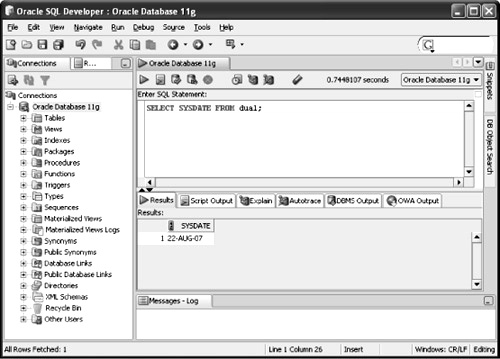 Oracle SQL Developer : Oracle Database 11g
File Edit View Navigate Run Debug Source Tools Help
Connections
R...
Oracle Database 11g
Connections
Oracle Database 11g
Tables
Views
Indexes
Packages
Procedures
Functions
Triggers
Types
Sequences
Materialized Views
Materialized Views Logs
Synonyms
Public Synonyms
Database Links
Public Database Links
Directories
XML Schemas
Recycle Bin
Other Users
0.7448107 seconds
Oracle Database 11g
Enter SQL Statement:
SELECT SYSDATE FROM dual;
Results Script Output Explain Autotrace DBMS Output OWA Output
Results:
SYSDATE
1 22-AUG-07
Messages - Log
Snippets
DB Object Search
All Rows Fetched: 1
Line 1 Column 26
Insert
Windows: CR/LF
Editing